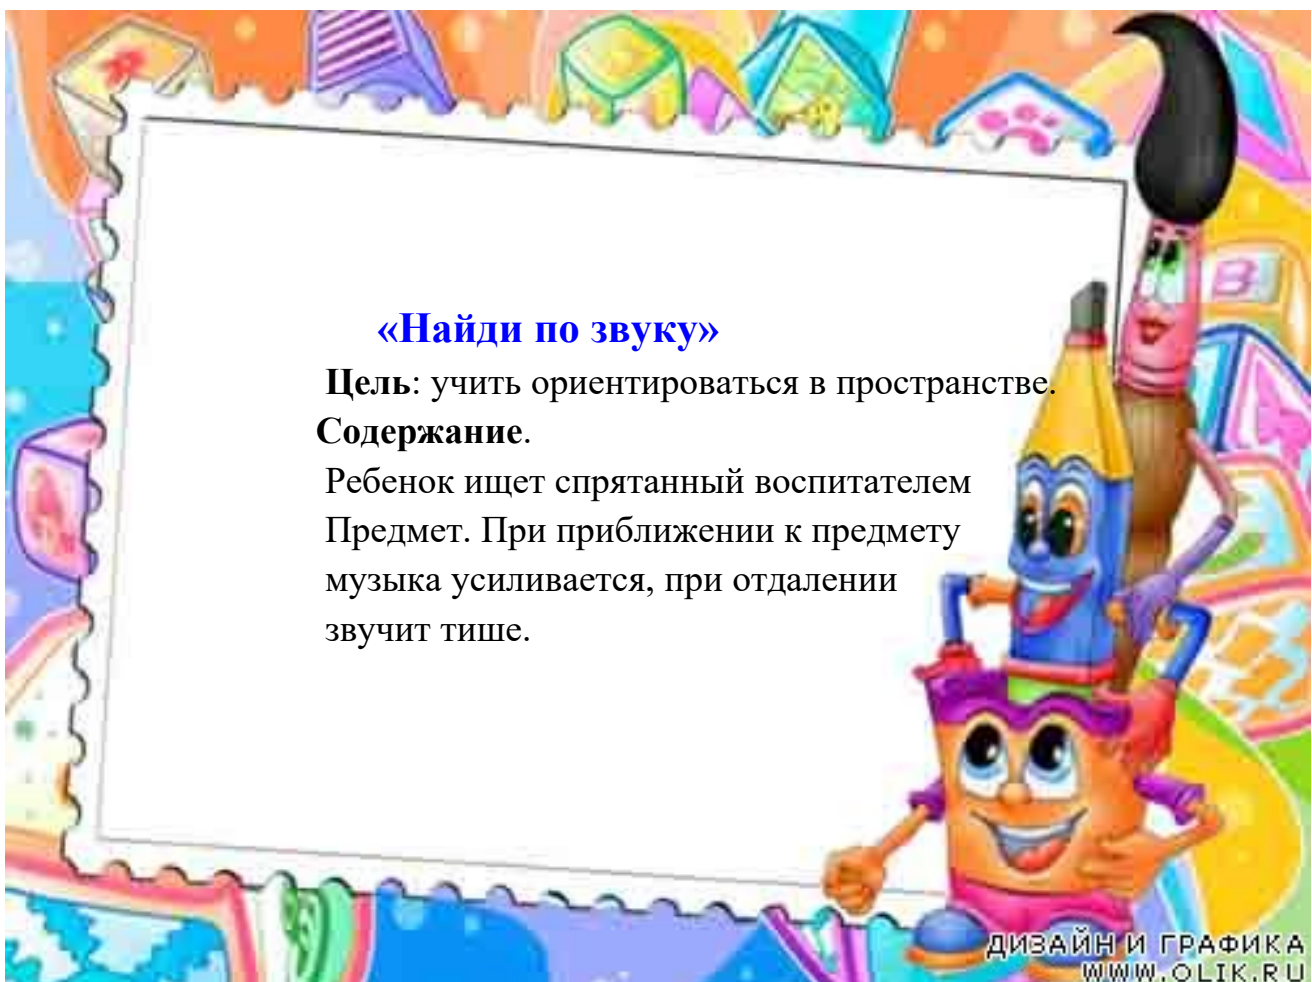 «Найди по звуку»
Цель: учить ориентироваться в пространстве.
Содержание.
Ребенок ищет спрятанный воспитателем
Предмет. При приближении к предмету
музыка усиливается, при отдалении
звучит тише.
B
ДИЗАЙН И ГРАФИКА
WWW.OLIK.RU